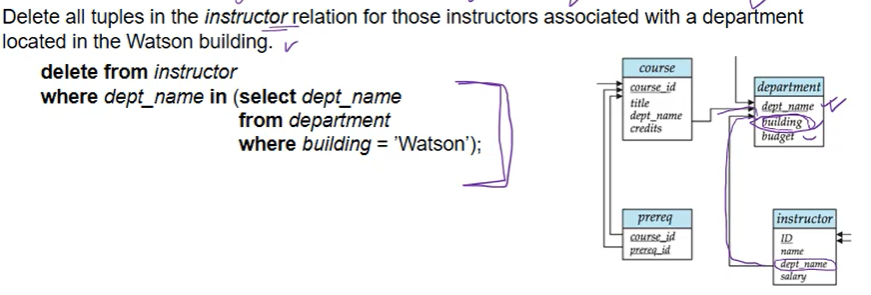 Delete all tuples in the instructor relation for those instructors associated with a department
located in the Watson building.
delete from instructor
where dept_name in (select dept_name
from department
where building = ’Watson’);
course
course_id
title
dept_name
credits
department
dept_name
building
budget
prereq
course_id
prereq_id
instructor
ID
name
dept_name
salary